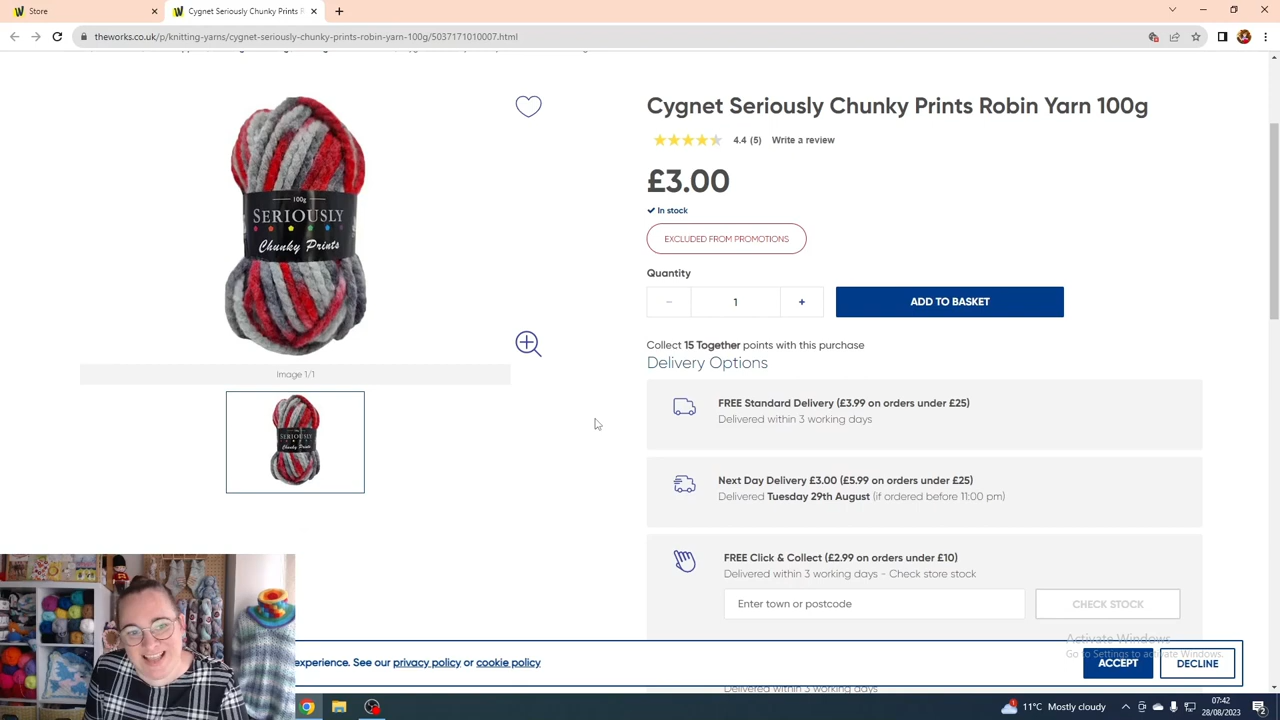 Store
Cygnet Seriously Chunky Prints R
theworks.co.uk/p/knitting-yarns/cygnet-seriously-chunky-prints-robin-yarn-100g/5037171010007.html
Cygnet Seriously Chunky Prints Robin Yarn 100g
4.4 (5) Write a review
£3.00
In stock
EXCLUDED FROM PROMOTIONS
Quantity
− 1 + ADD TO BASKET
100g
SERIOUSLY
Chunky Prints
Collect 15 Together points with this purchase
Delivery Options
Image 1/1
SERIOUSLY
Chunky Prints
FREE Standard Delivery (£3.99 on orders under £25)
Delivered within 3 working days
Next Day Delivery £3.00 (£5.99 on orders under £25)
Delivered Tuesday 29th August (if ordered before 11:00 pm)
FREE Click & Collect (£2.99 on orders under £10)
Delivered within 3 working days - Check store stock
Enter town or postcode CHECK STOCK
Activate Windows
Go to Settings to activate Windows.
experience. See our privacy policy or cookie policy
ACCEPT DECLINE
Delivered within 3 working days
11°C Mostly cloudy
07:42
28/08/2023
2